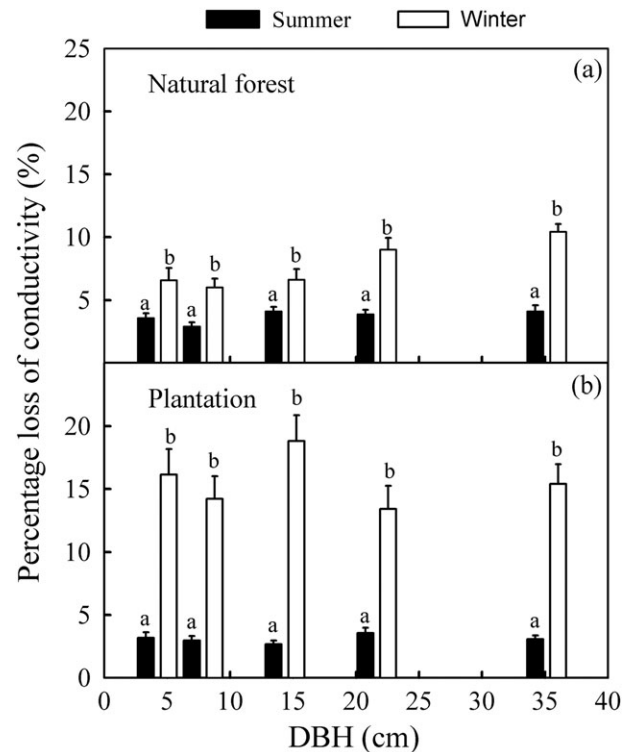 Summer Winter
25 (a)
Natural forest
20
15
10 b
b
b b b
5 a a a a a
(b)
Plantation
20 b
b b
b b
15
10
5
a a a a a
0
0 5 10 15 20 25 30 35 40
DBH (cm)
Percentage loss of conductivity (%)